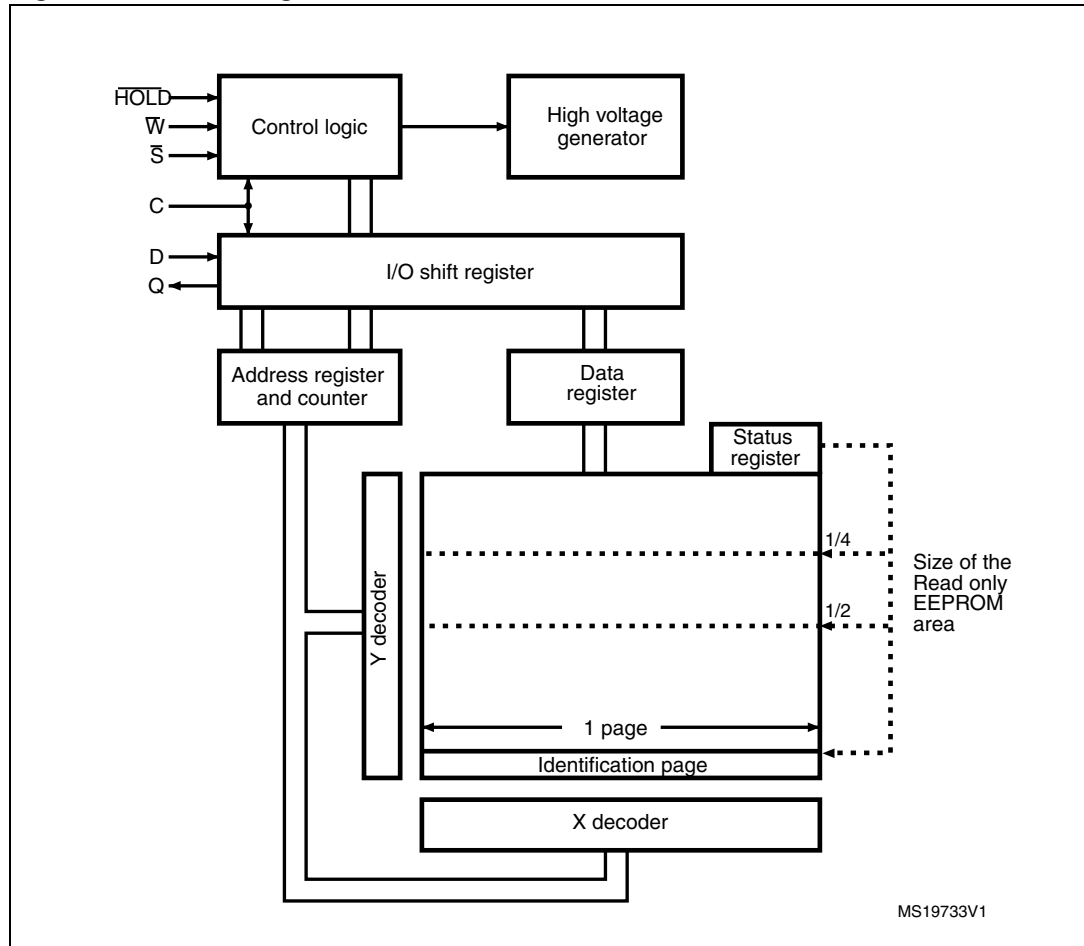 H̅O̅L̅D̅
W̅
S̅
C
D
Q
Control logic
High voltage
generator
I/O shift register
Address register
and counter
Data
register
Status
register
1/4
1/2
Size of the
Read only
EEPROM
area
Y decoder
1 page
Identification page
X decoder
MS19733V1